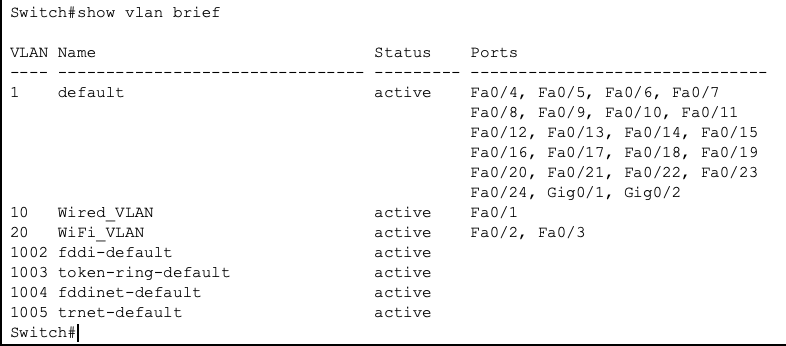 Switch#show vlan brief
VLAN Name                             Status    Ports
---- -------------------------------- --------- -------------------------------
1    default                          active    Fa0/4, Fa0/5, Fa0/6, Fa0/7
                                                Fa0/8, Fa0/9, Fa0/10, Fa0/11
                                                Fa0/12, Fa0/13, Fa0/14, Fa0/15
                                                Fa0/16, Fa0/17, Fa0/18, Fa0/19
                                                Fa0/20, Fa0/21, Fa0/22, Fa0/23
                                                Fa0/24, Gig0/1, Gig0/2
10   Wired_VLAN                       active    Fa0/1
20   WiFi_VLAN                        active    Fa0/2, Fa0/3
1002 fddi-default                     active
1003 token-ring-default               active
1004 fddinet-default                  active
1005 trnet-default                    active
Switch#